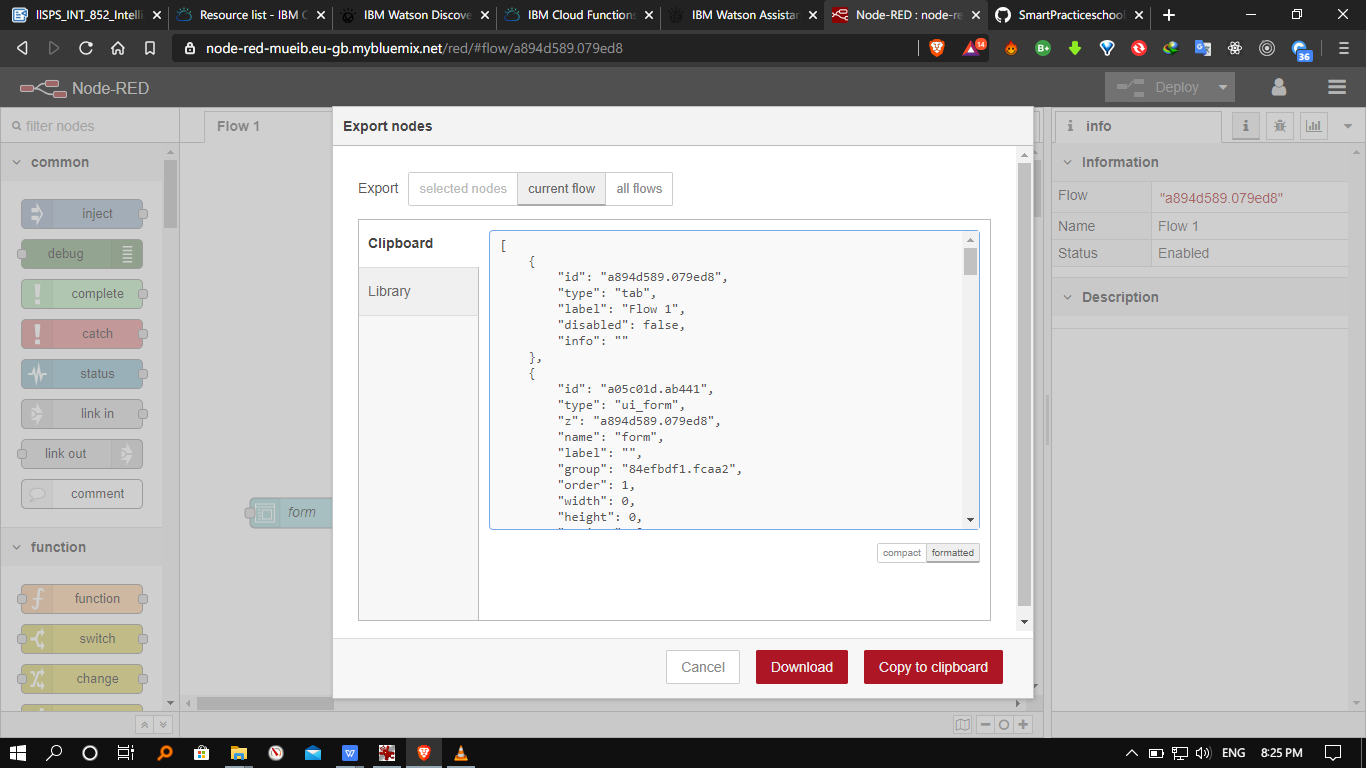 llSPS_INT_852_Intelli
Resource list - IBM C
IBM Watson Discove
IBM Cloud Functions
IBM Watson Assistan
Node-RED : node-re
SmartPracticeschool
node-red-mueib.eu-gb.mybluemix.net/red/#flow/a894d589.079ed8
14
B+
36
Node-RED
Deploy
filter nodes
Flow 1
common
inject
debug
complete
catch
status
link in
link out
comment
function
function
switch
change
form
Export nodes
Export
selected nodes
current flow
all flows
Clipboard
Library
[
{
"id": "a894d589.079ed8",
"type": "tab",
"label": "Flow 1",
"disabled": false,
"info": ""
},
{
"id": "a05c01d.ab441",
"type": "ui_form",
"z": "a894d589.079ed8",
"name": "form",
"label": "",
"group": "84efbdf1.fcaa2",
"order": 1,
"width": 0,
"height": 0,
compact
formatted
Cancel
Download
Copy to clipboard
info
Information
Flow "a894d589.079ed8"
Name Flow 1
Status Enabled
Description
ENG
8:25 PM